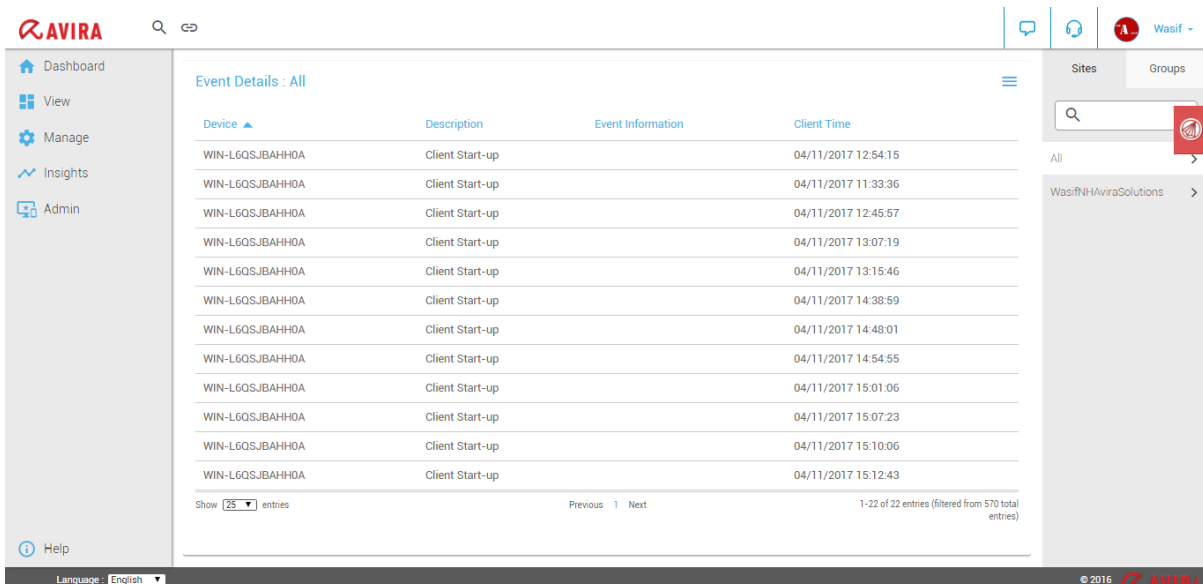 AVIRA
Wasif
Dashboard
View
Manage
Insights
Admin
Help
Event Details : All
Device Description Event Information Client Time
WIN-L6QSJBAHH0A Client Start-up 04/11/2017 12:54:15
WIN-L6QSJBAHH0A Client Start-up 04/11/2017 11:33:36
WIN-L6QSJBAHH0A Client Start-up 04/11/2017 12:45:57
WIN-L6QSJBAHH0A Client Start-up 04/11/2017 13:07:19
WIN-L6QSJBAHH0A Client Start-up 04/11/2017 13:15:46
WIN-L6QSJBAHH0A Client Start-up 04/11/2017 14:38:59
WIN-L6QSJBAHH0A Client Start-up 04/11/2017 14:48:01
WIN-L6QSJBAHH0A Client Start-up 04/11/2017 14:54:55
WIN-L6QSJBAHH0A Client Start-up 04/11/2017 15:01:06
WIN-L6QSJBAHH0A Client Start-up 04/11/2017 15:07:23
WIN-L6QSJBAHH0A Client Start-up 04/11/2017 15:10:06
WIN-L6QSJBAHH0A Client Start-up 04/11/2017 15:12:43
Show 25 entries Previous 1 Next 1-22 of 22 entries (filtered from 570 total
entries)
Sites Groups
All
WasifNHAviraSolutions
Language : English © 2016 AVIRA